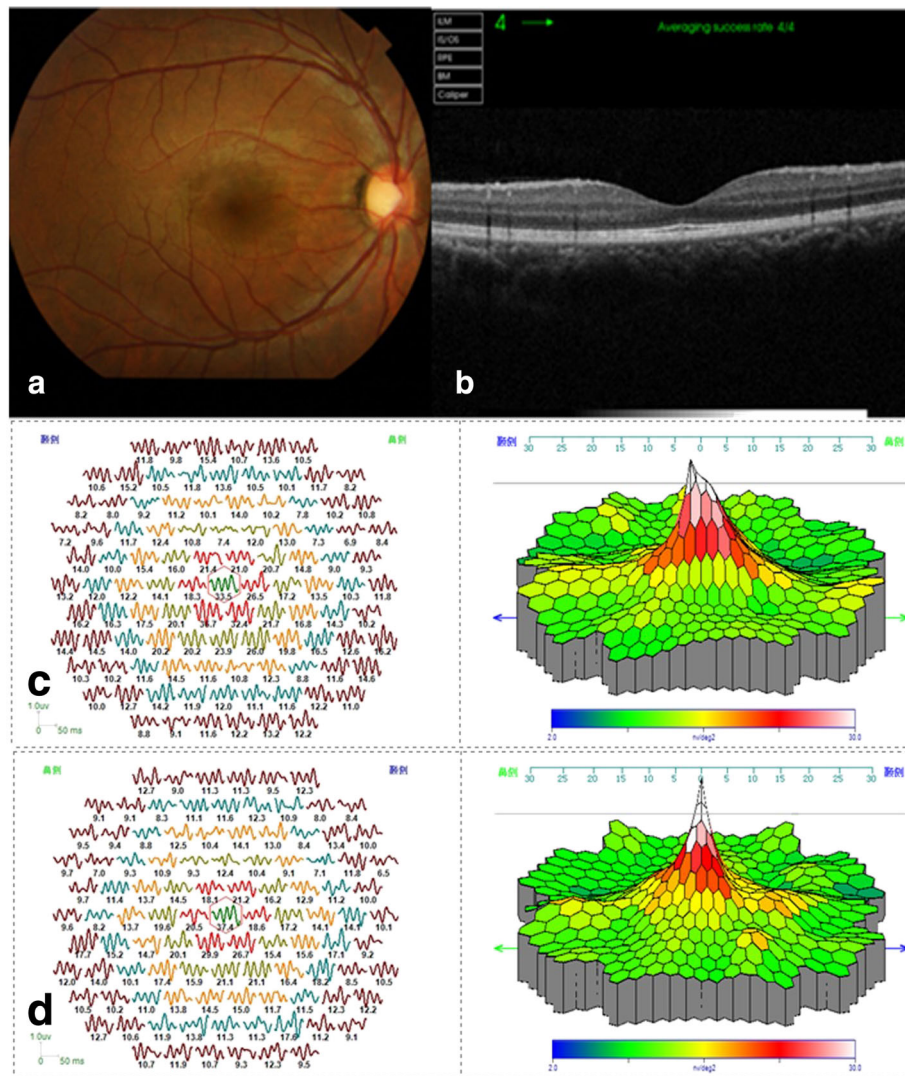 ILM
IS/OS
RPE
BM
Caliper
4
Averaging success rate 4/4
a
b
颞侧
鼻侧
11.8 9.8 15.4 10.7 13.6 10.5
10.6 15.2 10.5 11.8 13.6 10.5 10.1 11.7 8.2
8.2 8.0 9.2 11.2 10.1 14.0 10.2 7.8 10.2 10.8
7.2 9.6 11.7 12.4 10.8 7.4 12.0 13.0 7.3 6.9 8.4
14.0 10.0 15.4 16.0 21.4 21.0 20.7 14.8 9.0 9.3
13.2 12.0 12.2 14.1 18.3 33.5 26.5 17.2 13.5 10.3 11.8
16.2 16.3 17.5 20.1 32.4 21.7 16.8 14.3 10.2
14.4 14.5 14.0 20.2 23.9 26.0 19.8 16.5 12.6 16.2
10.3 10.2 11.6 14.5 11.6 10.8 12.3 8.8 11.6 14.6
10.0 12.7 14.2 11.9 12.0 11.1 11.6 12.2 11.0
8.8 9.1 11.6 12.2 13.2 12.2
c
1.0uv
0 50 ms
颞侧
鼻侧
30 25 20 15 10 5 0 5 10 15 20 25 30
2.0 nv/deg2 30.0
鼻侧
颞侧
12.7 9.0 11.3 9.5 12.3
9.1 9.1 8.3 11.1 11.6 12.3 10.9 8.0 8.4
9.5 9.4 8.8 12.5 10.4 14.1 13.0 8.4 13.4 10.0
9.7 7.0 9.3 10.9 9.3 12.4 10.4 9.1 7.1 11.8 6.5
9.7 11.4 13.7 14.5 18.1 21.2 16.2 12.9 11.2 10.0
9.6 8.2 13.7 19.6 20.5 37.4 18.6 17.2 14.1 14.1 10.1
17.7 15.2 14.7 20.1 29.9 26.7 15.4 15.6 17.1 9.2
12.0 14.0 10.1 17.4 15.9 21.1 21.1 16.4 18.2 8.5 10.5
10.5 10.2 11.0 13.8 14.5 15.0 11.7 11.5 12.3 12.2
12.7 10.6 11.9 13.8 11.3 11.3 17.6 11.2 9.1
10.7 11.9 10.7 9.3 12.3 9.5
d
1.0uv
0 50 ms
鼻侧
颞侧
30 25 20 15 10 5 0 5 10 15 20 25 30
2.0 nv/deg2 30.0